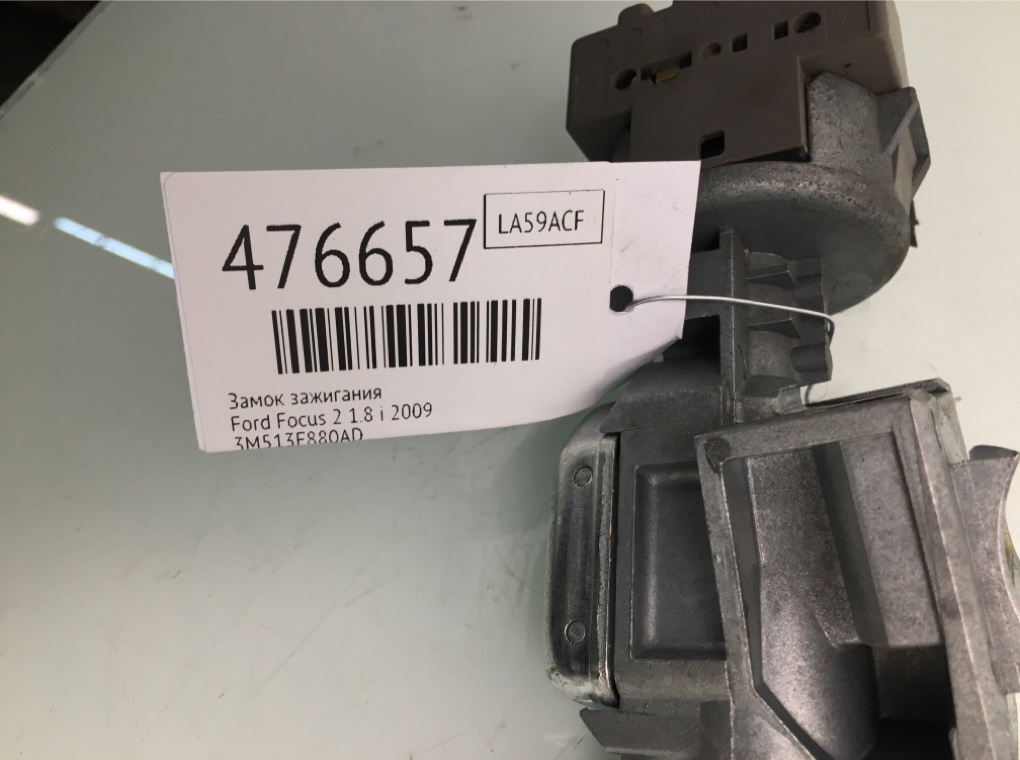 476657
LA59ACF
Замок зажигания
Ford Focus 2 1.8 i 2009
3M513F880AD